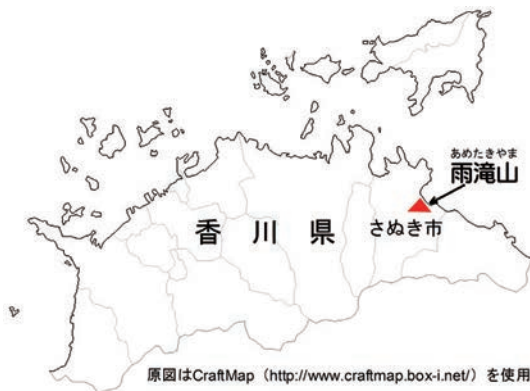 あめたきやま
雨滝山
さぬき市
香川県
原図はCraftMap（http://www.craftmap.box-i.net/）を使用